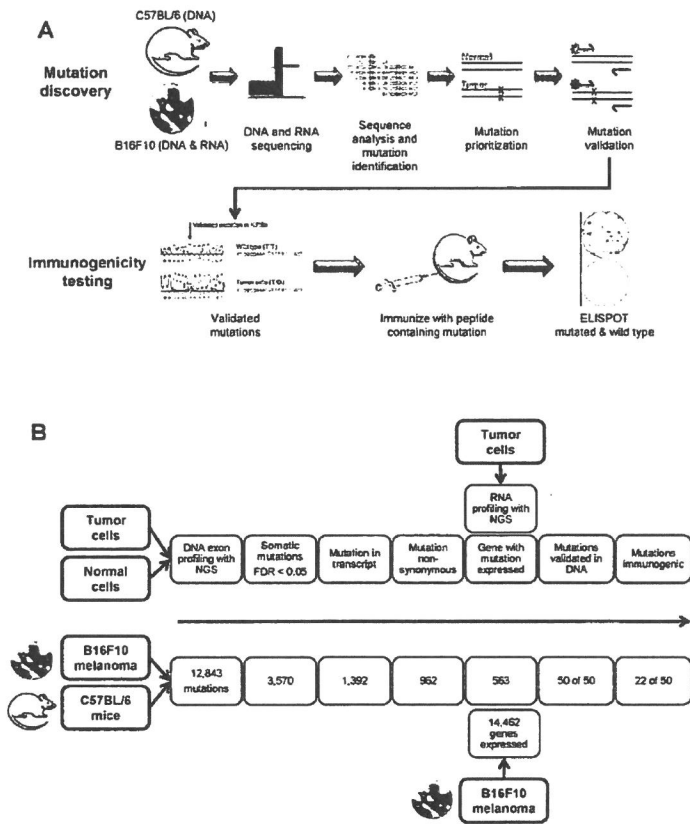 A
C57BL/6 (DNA)
Mutation
discovery
B16F10 (DNA & RNA)
DNA and RNA
sequencing
Sequence
analysis and
mutation
identification
Normal
Tumor
Mutation
prioritization
Mutation
validation
Immunogenicity
testing
Validated
mutations
Immunize with peptide
containing mutation
ELISPOT
mutated & wild type
B
Tumor
cells
RNA
profiling with
NGS
Tumor
cells
Normal
cells
DNA exon
profiling with
NGS
Somatic
mutations
FDR < 0.05
Mutation in
transcript
Mutation
non-
synonymous
Gene with
mutation
expressed
Mutations
validated in
DNA
Mutations
immunogenic
B16F10
melanoma
C57BL/6
mice
12,843
mutations
3,570
1,392
962
563
50 of 50
22 of 50
14,462
genes
expressed
B16F10
melanoma